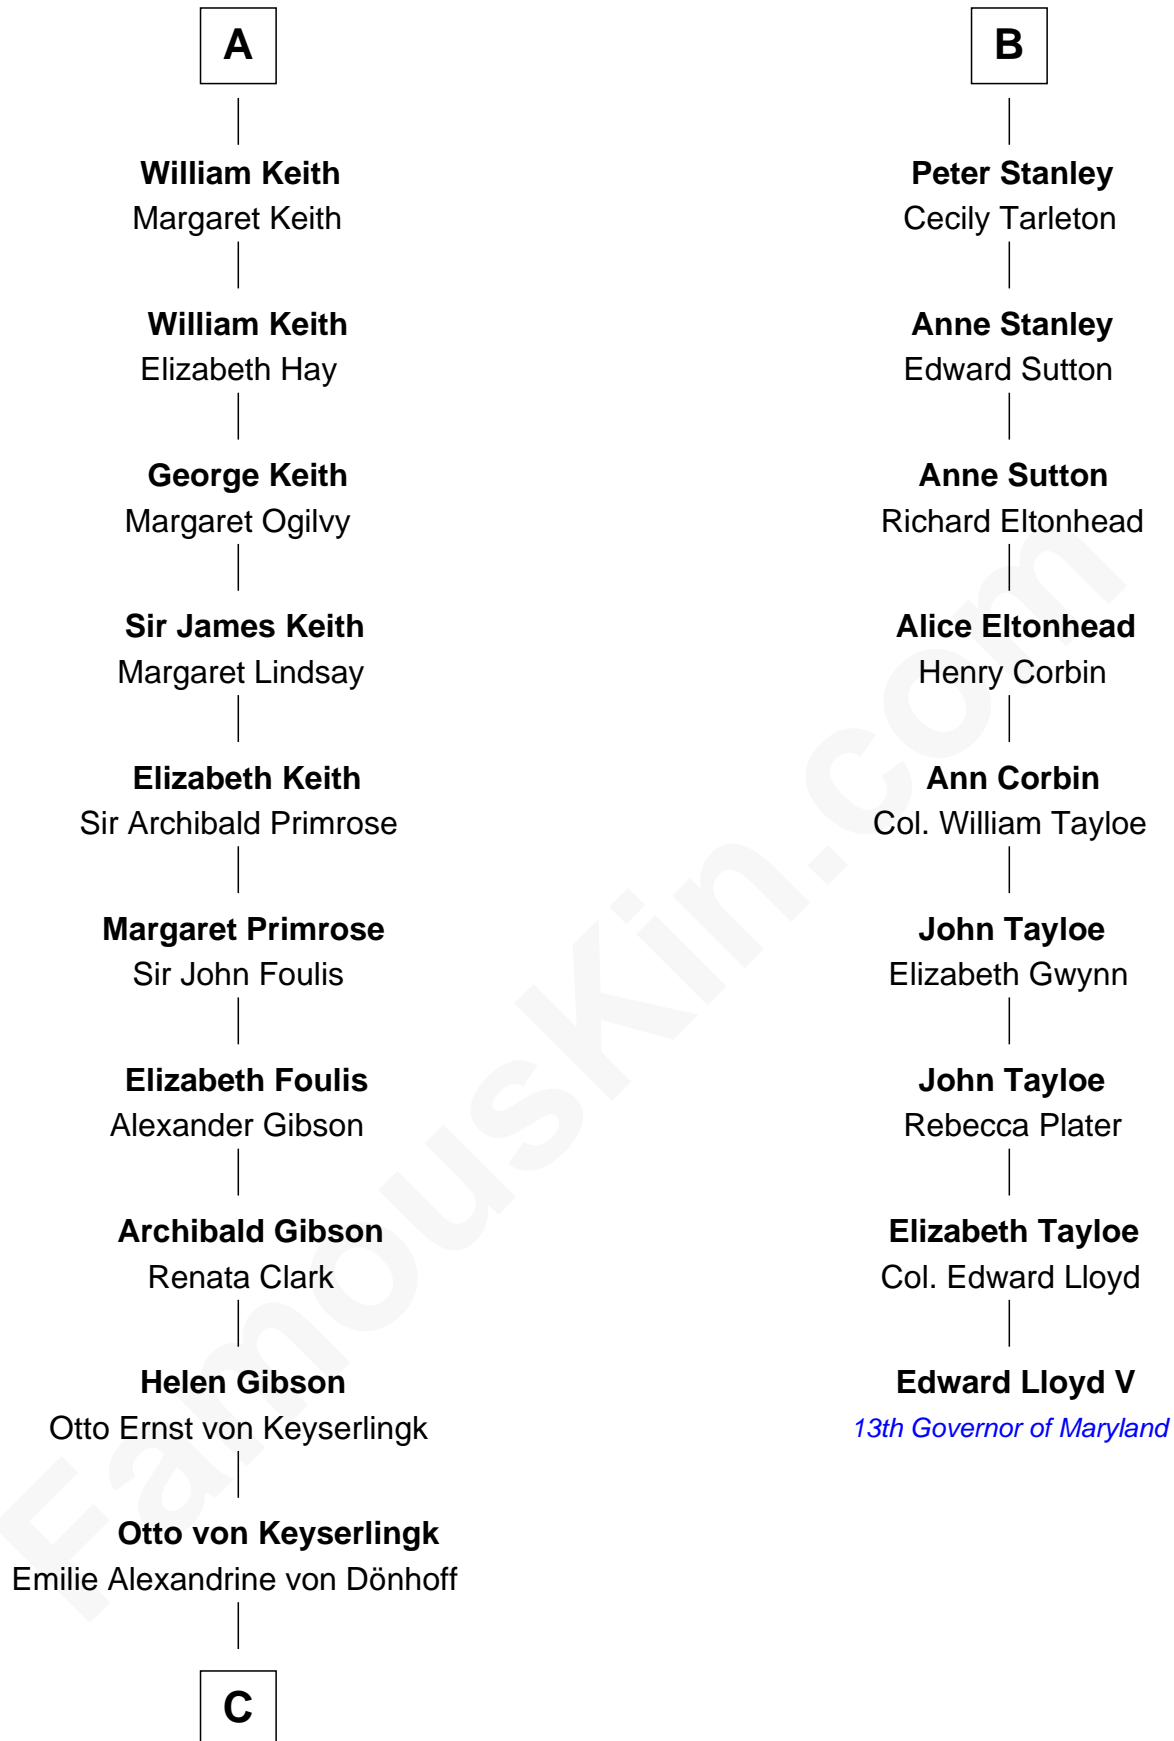 A
William Keith
Margaret Keith
William Keith
Elizabeth Hay
George Keith
Margaret Ogilvy
Sir James Keith
Margaret Lindsay
Elizabeth Keith
Sir Archibald Primrose
Margaret Primrose
Sir John Foulis
Elizabeth Foulis
Alexander Gibson
Archibald Gibson
Renata Clark
Helen Gibson
Otto Ernst von Keyserlingk
Otto von Keyserlingk
Emilie Alexandrine von Dönhoff
C
B
Peter Stanley
Cecily Tarleton
Anne Stanley
Edward Sutton
Anne Sutton
Richard Eltonhead
Alice Eltonhead
Henry Corbin
Ann Corbin
Col. William Tayloe
John Tayloe
Elizabeth Gwynn
John Tayloe
Rebecca Plater
Elizabeth Tayloe
Col. Edward Lloyd
Edward Lloyd V
13th Governor of Maryland
FamousKin.com